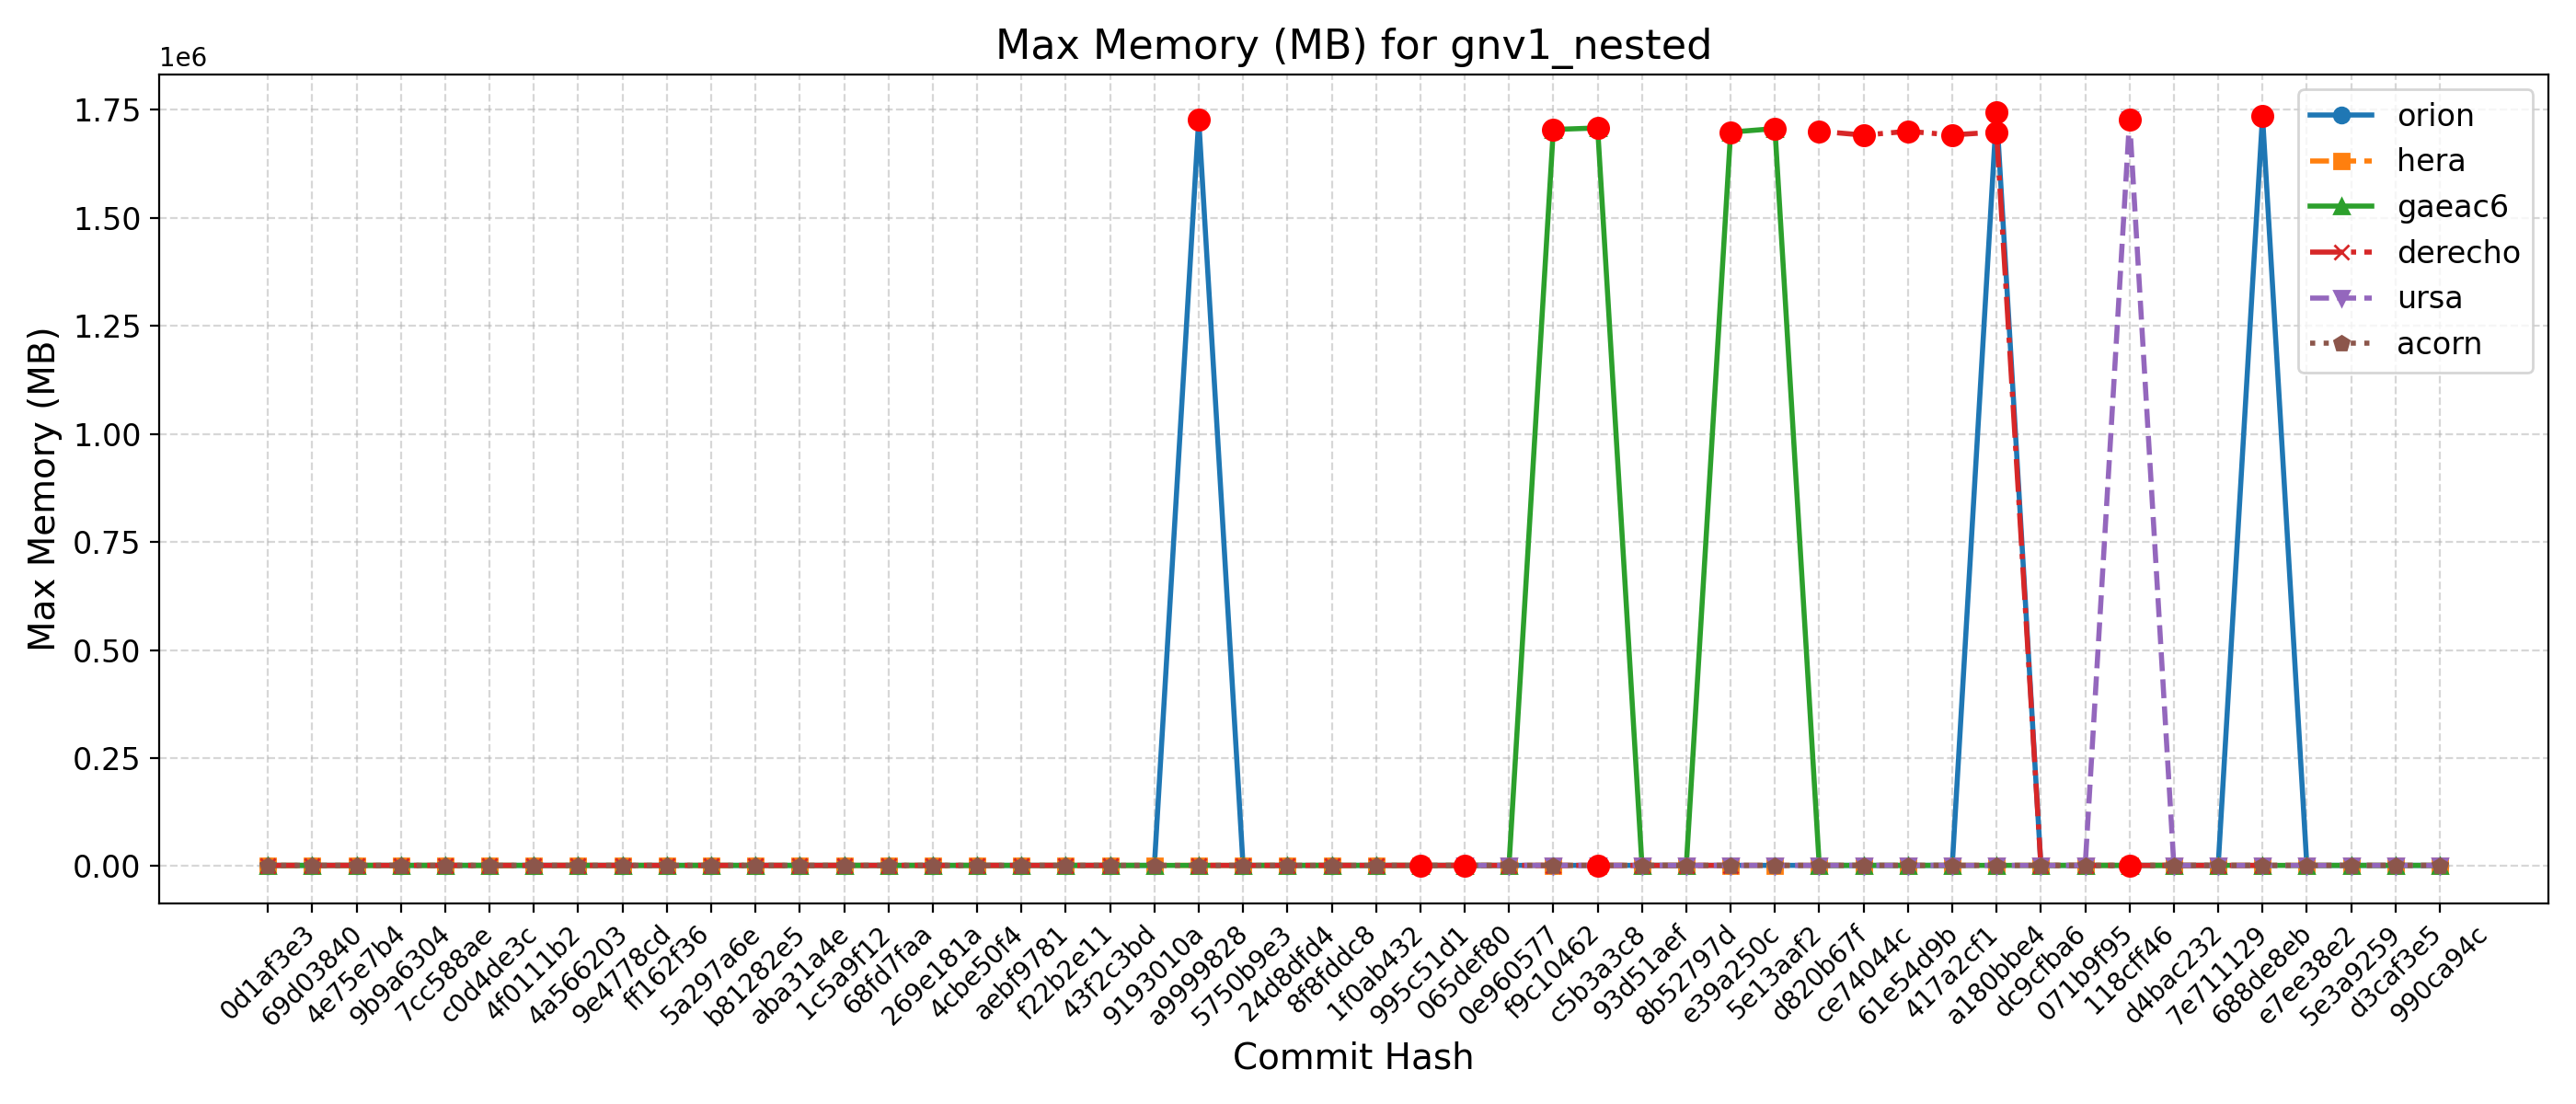 Max Memory (MB) for gnv1_nested
1e6
1.75
1.50
1.25
1.00
0.75
0.50
0.25
0.00
Max Memory (MB)
orion
hera
gaeac6
derecho
ursa
acorn
0d1af3e3
69d03840
4e75e7b4
9b9a6304
7cc588ae
c0d4de3c
4f0111b2
4a566203
9e4778cd
ff162f36
5a297a6e
b81282e5
aba31a4e
1c5a9f12
68fd7faa
269e181a
4cbe50f4
aebf9781
f22b2e11
43f2c3bd
9193010a
a9999828
5750b9e3
24d8dfd4
8f8fddc8
1f0ab432
995c51d1
065def80
0e960577
f9c10462
c5b3a3c8
93d51aef
8b52797d
e39a250c
5e13aaf2
d820b67f
ce74044c
61e54d9b
417a2cf1
a180bbe4
dc9cfba6
071b9f95
118cff46
d4bac232
7e711129
688de8eb
e7ee38e2
5e3a9259
d3caf3e5
990ca94c
Commit Hash